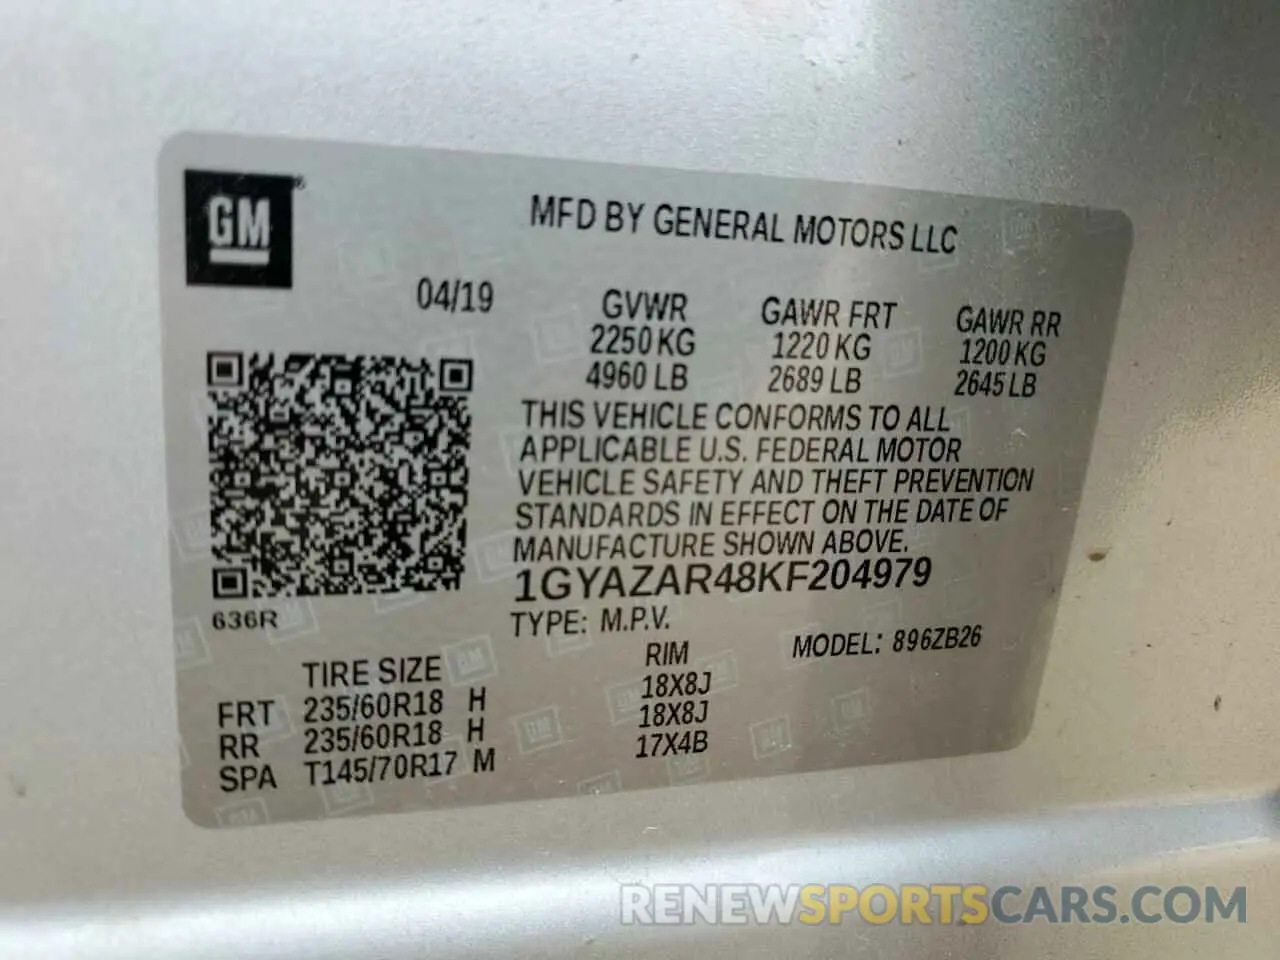 GM®
MFD BY GENERAL MOTORS LLC
04/19
GVWR GAWR FRT GAWR RR
2250 KG 1220 KG 1200 KG
4960 LB 2689 LB 2645 LB
THIS VEHICLE CONFORMS TO ALL
APPLICABLE U.S. FEDERAL MOTOR
VEHICLE SAFETY AND THEFT PREVENTION
STANDARDS IN EFFECT ON THE DATE OF
MANUFACTURE SHOWN ABOVE.
1GYAZAR48KF204979
636R
TYPE: M.P.V.
MODEL: 896ZB26
TIRE SIZE RIM
FRT 235/60R18 H 18X8J
RR 235/60R18 H 18X8J
SPA T145/70R17 M 17X4B
RENEWSPORTSCARS.COM